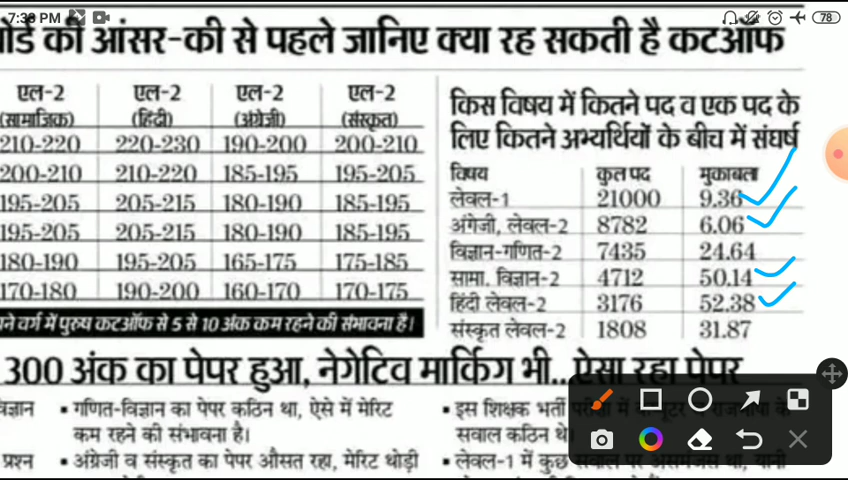 7:33 PM
78
बोर्ड की आंसर-की से पहले जानिए क्या रह सकती है कटऑफ
एल-2 एल-2 एल-2 एल-2
(सामाजिक) (हिंदी) (अंग्रेजी) (संस्कृत)
210-220 220-230 190-200 200-210
200-210 210-220 185-195 195-205
195-205 205-215 180-190 185-195
195-205 205-215 180-190 185-195
180-190 195-205 165-175 175-185
170-180 190-200 160-170 170-175
ने वर्ग में पुरुष कटऑफ से 5 से 10 अंक कम रहने की संभावना है।
किस विषय में कितने पद व एक पद के
लिए कितने अभ्यर्थियों के बीच में संघर्ष
विषय कुल पद मुकाबला
लेवल-1 21000 9.36
अंगेजी, लेवल-2 8782 6.06
विज्ञान-गणित-2 7435 24.64
सामा. विज्ञान-2 4712 50.14
हिंदी लेवल-2 3176 52.38
संस्कृत लेवल-2 1808 31.87
300 अंक का पेपर हुआ, नेगेटिव मार्किंग भी.. ऐसा रहा पेपर
▪ गणित-विज्ञान का पेपर कठिन था, ऐसे में मेरिट
कम रहने की संभावना है।
प्रश्न ▪ अंग्रेजी व संस्कृत का पेपर औसत रहा, मेरिट थोड़ी
▪ इस शिक्षक भर्ती में के
सवाल कठिन थे।
▪ लेवल-1 में कुछ सवाल पर असमंजस था, यानी